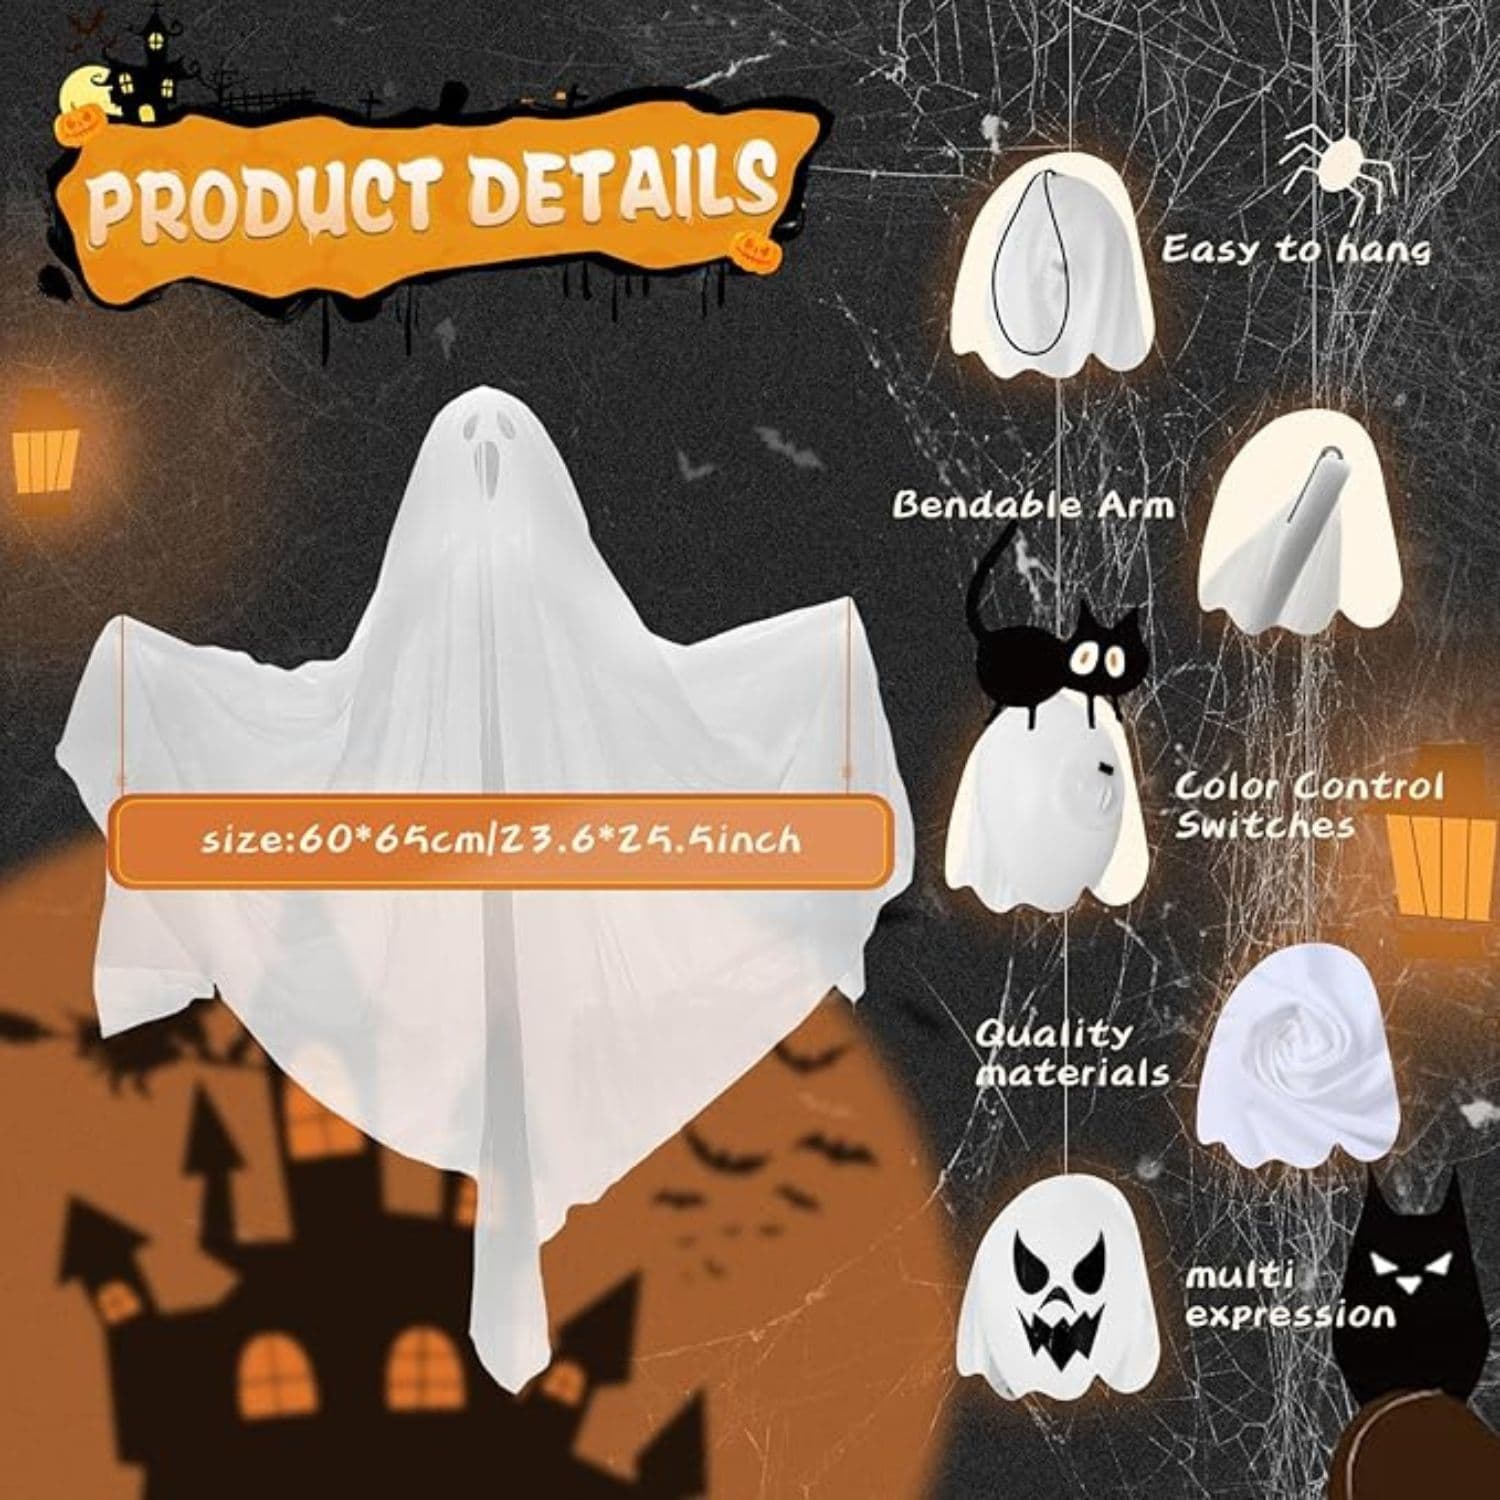 PRODUCT DETAILS
Easy to hang
Bendable Arm
size:60*65cm/23.6*25.5inch
Color Control
Switches
Quality
materials
multi
expression